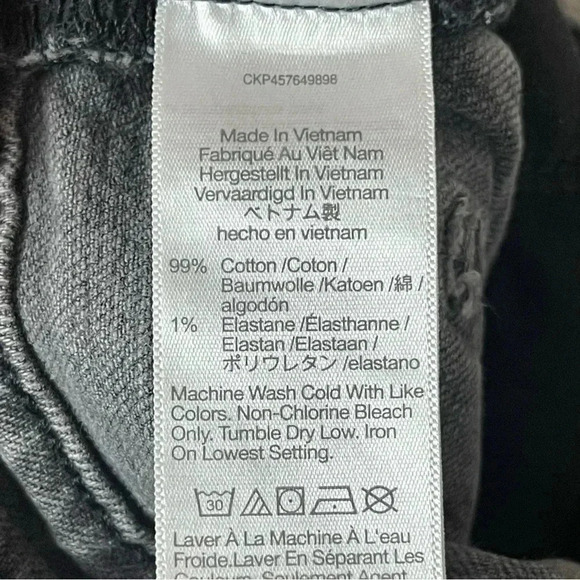 CKP457649898
Made In Vietnam
Fabriqué Au Viêt Nam
Hergestellt In Vietnam
Vervaardigd In Vietnam
ベトナム製
hecho en vietnam
99% Cotton /Coton /
Baumwolle /Katoen /綿 /
algodón
1% Elastane /Élasthanne /
Elastan /Elastaan /
ポリウレタン /elastano
Machine Wash Cold With Like
Colors. Non-Chlorine Bleach
Only. Tumble Dry Low. Iron
On Lowest Setting.
30
Laver À La Machine À L'eau
Froide.Laver En Séparant Les
Couleurs. Seulement Agent